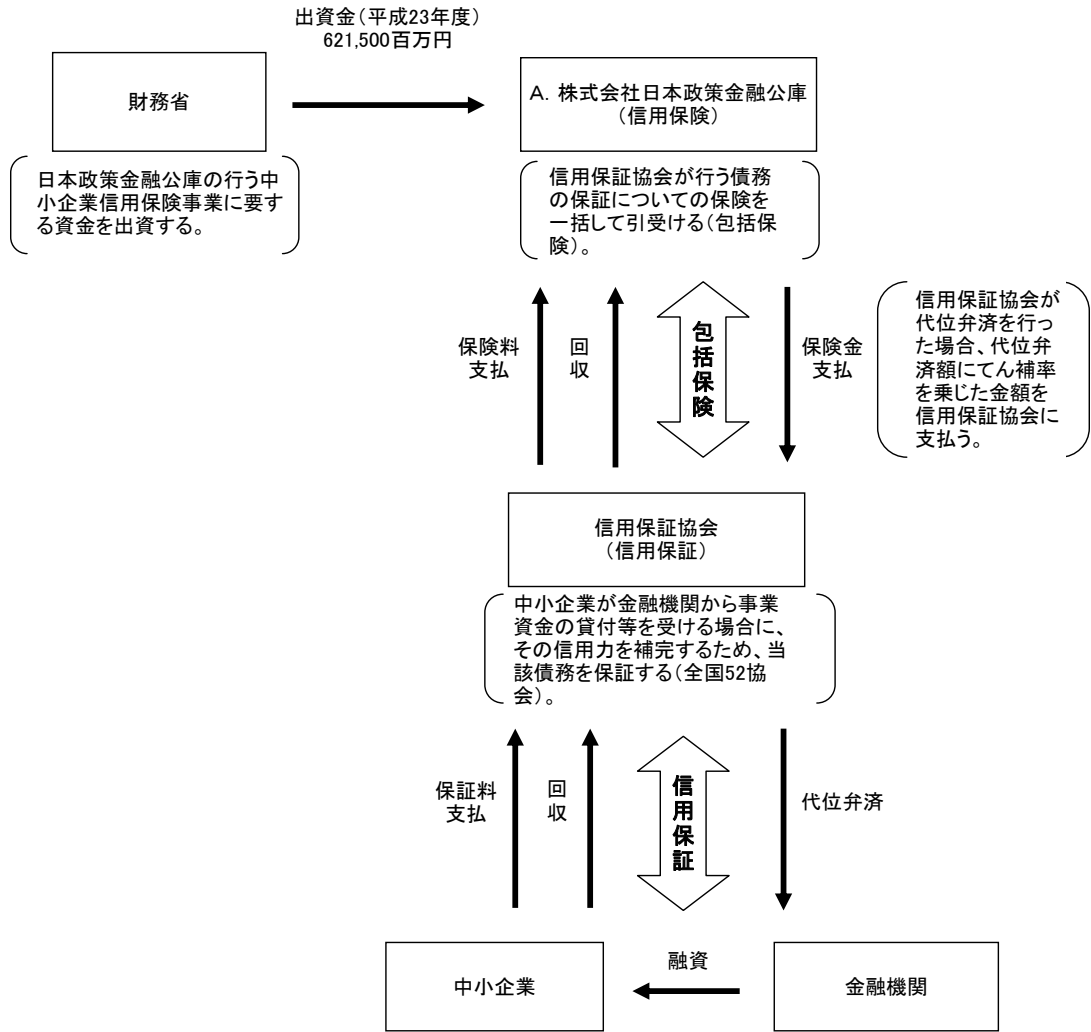 出資金(平成23年度)
621,500百万円
財務省
A. 株式会社日本政策金融公庫
(信用保険)
日本政策金融公庫の行う中
小企業信用保険事業に要す
る資金を出資する。
信用保証協会が行う債務
の保証についての保険を
一括して引受ける(包括保
険)。
保険料
支払
回
収
包括保険
保険金
支払
信用保証協会が
代位弁済を行っ
た場合、代位弁
済額にてん補率
を乗じた金額を
信用保証協会に
支払う。
信用保証協会
(信用保証)
中小企業が金融機関から事業
資金の貸付等を受ける場合に、
その信用力を補完するため、当
該債務を保証する(全国52協
会)。
保証料
支払
回
収
信用保証
代位弁済
中小企業
融資
金融機関